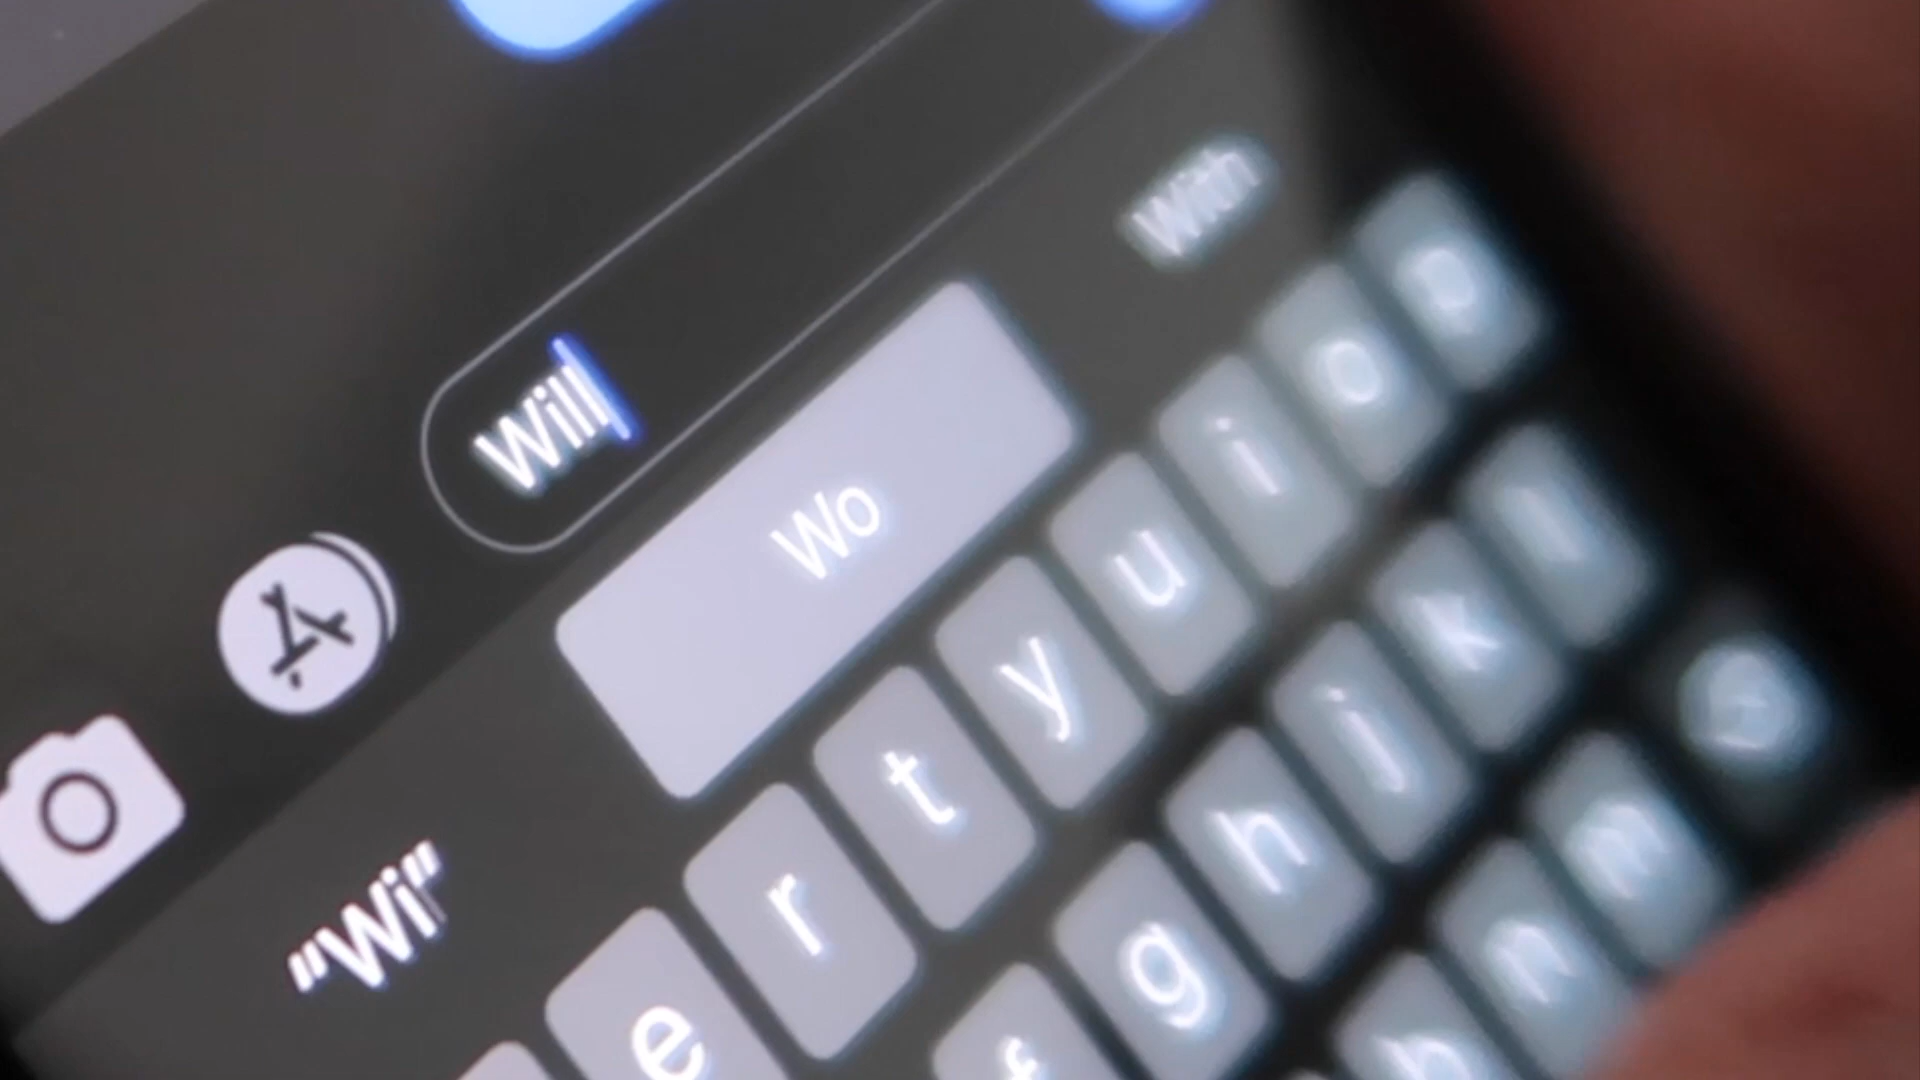 Will
"Wi" Wo With
e r t y u i o p
f g h j k l
b n m